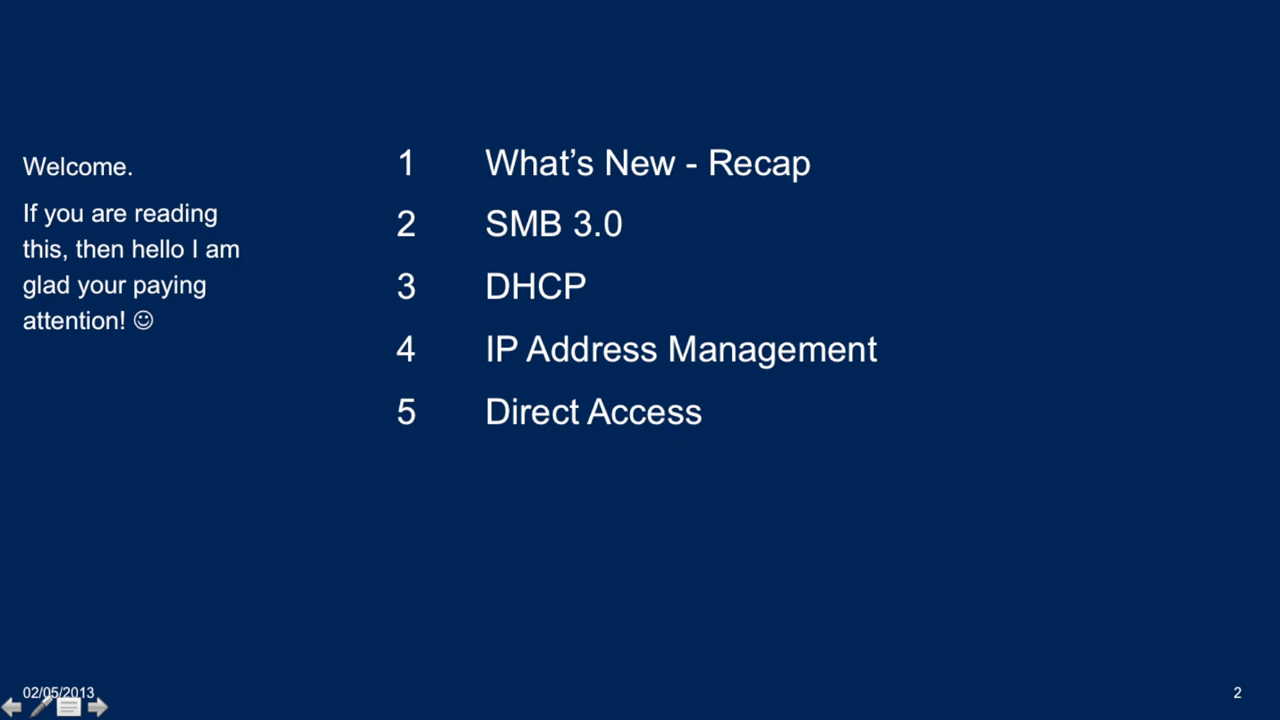 Welcome.
If you are reading
this, then hello I am
glad your paying
attention! ☺
1 What’s New - Recap
2 SMB 3.0
3 DHCP
4 IP Address Management
5 Direct Access
02/05/2013
2